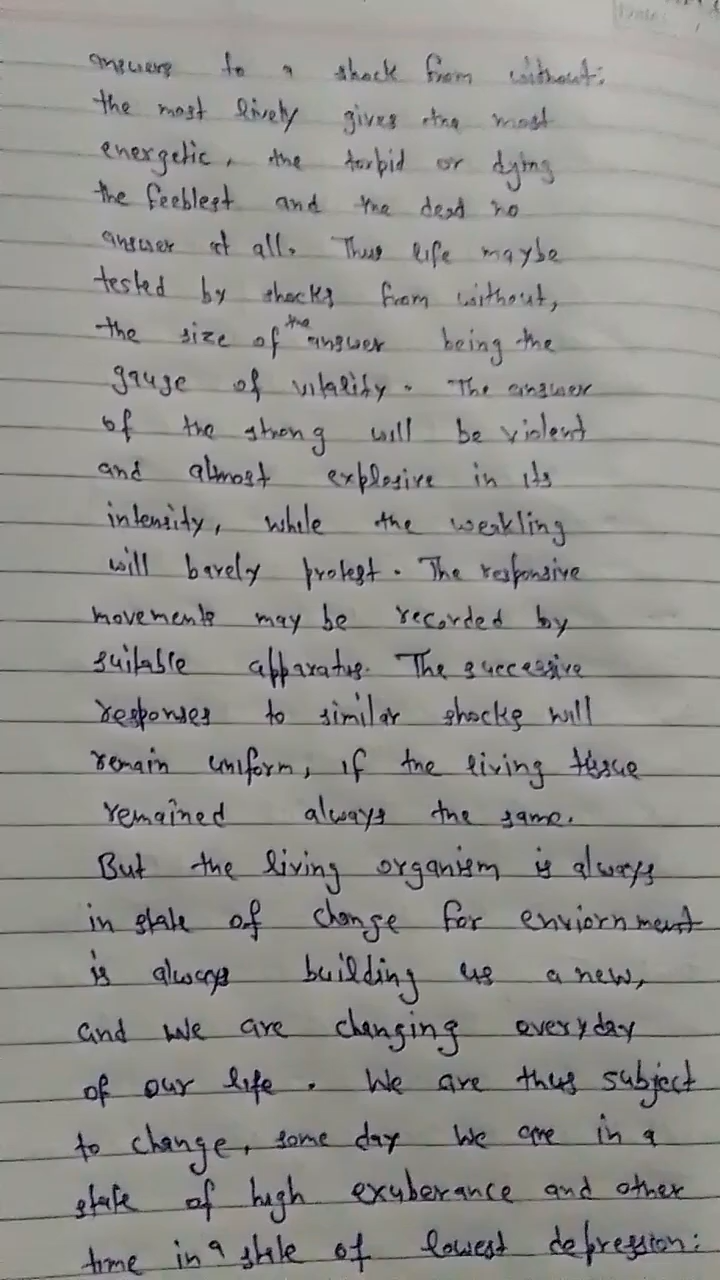 answers to a shock from without:
the most lively gives the most
energetic, the torpid or dying
the feeblest and the dead no
answer at all. Thus life maybe
tested by shocks from without,
the size of the answer being the
gauge of vitality. The answer
of the strong will be violent
and almost explosive in its
intensity, while the weakling
will barely protest. The responsive
movements may be recorded by
suitable apparatus. The successive
responses to similar shocks will
remain uniform, if the living tissue
remained always the same.
But the living organism is always
in state of change for enviornment
is always building us a new,
and we are changing everyday
of our life. We are thus subject
to change, some day we are in a
state of high exuberance and other
time in a state of lowest depression: